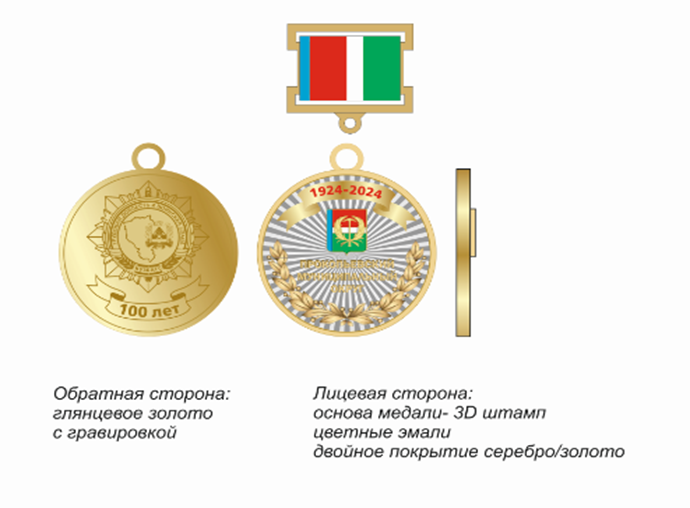 1924-2024
100 лет
Обратная сторона:
глянцевое золото
с гравировкой
Лицевая сторона:
основа медали- 3D штамп
цветные эмали
двойное покрытие серебро/золото